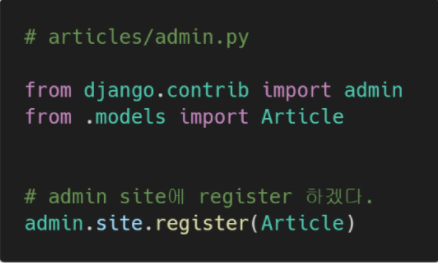 # articles/admin.py
from django.contrib import admin
from .models import Article
# admin site에 register 하겠다.
admin.site.register(Article)